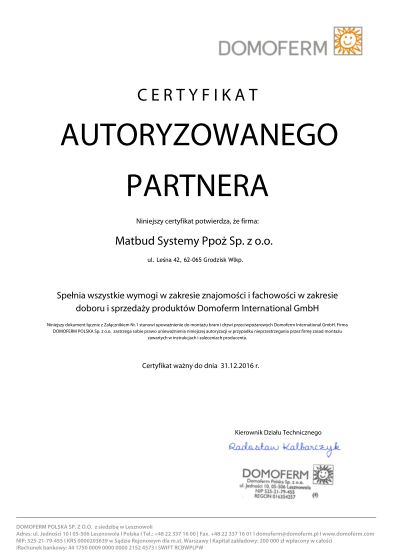 DOMOFERM
CERTYFIKAT
AUTORYZOWANEGO
PARTNERA
Niniejszy certyfikat potwierdza, że firma:
Matbud Systemy Ppoż Sp. z o.o.
ul. Leśna 42, 62-065 Grodzisk Wlkp.
Spełnia wszystkie wymogi w zakresie znajomości i fachowości w zakresie
doboru i sprzedaży produktów Domoferm International GmbH
Niniejszy dokument łącznie z Załącznikiem Nr.1 stanowi upoważnienie do montażu bram i drzwi przeciwpożarowych Domoferm International GmbH. Firma
DOMOFERM POLSKA Sp. z o.o. zastrzega sobie prawo unieważnienia niniejszej autoryzacji w przypadku nieprzestrzegania przez firmę zasad montażu
zawartych w instrukcjach i zaleceniach producenta.
Certyfikat ważny do dnia 31.12.2016 r.
Kierownik Działu Technicznego
Radosław Kalbarczyk
DOMOFERM
Domoferm Polska Sp. z o.o.
ul. Jedności 10, 05-506 Lesznowola
NIP 525-21-79-455
REGON 016354257
DOMOFERM POLSKA SP. Z O.O. z siedzibą w Lesznowoli
Adres: ul. Jedności 10 I 05-506 Lesznowola I Polska I Tel.: +48 22 337 16 00 I Fax. +48 22 337 16 01 I domoferm@domoferm.pl I www.domoferm.com
NIP: 525-21-79-455 I KRS 0000205639 w Sądzie Rejonowym dla m.st. Warszawy I Kapitał zakładowy: 200 000 zł wpłacony w całości
IRachonek bankowy: 44 1750 0009 0000 0000 2152 4573 I SWIFT RCBWPLPW